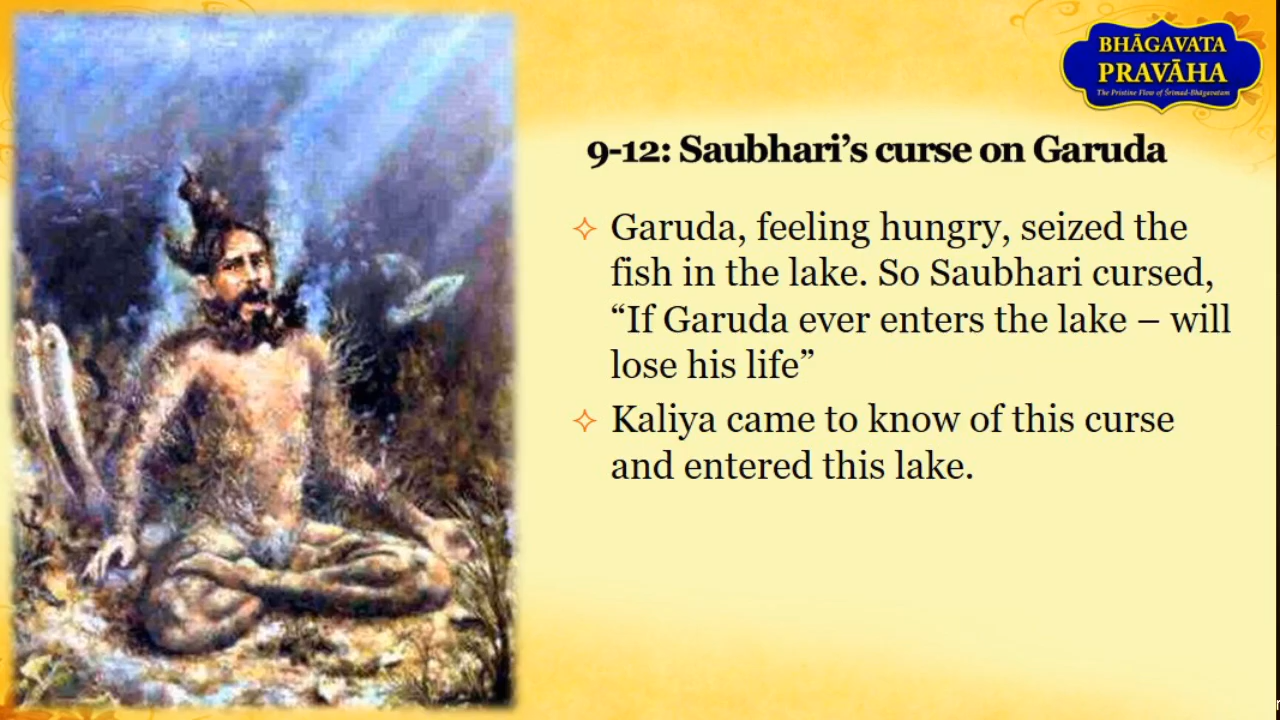 BHĀGAVATA
PRAVĀHA
The Pristine Flow of Śrīmad-Bhāgavatam
9-12: Saubhari’s curse on Garuda
Garuda, feeling hungry, seized the
fish in the lake. So Saubhari cursed,
“If Garuda ever enters the lake – will
lose his life”
Kaliya came to know of this curse
and entered this lake.